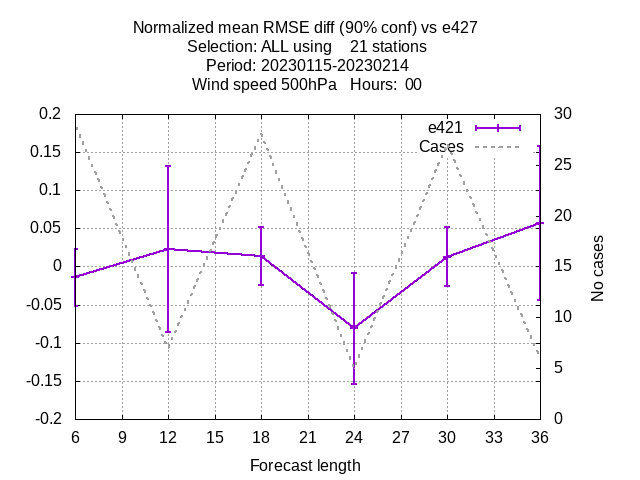 Normalized mean RMSE diff (90% conf) vs e427
Selection: ALL using    21 stations
Period: 20230115-20230214
Wind speed 500hPa   Hours:  00
e421
Cases
0.2
0.15
0.1
0.05
0
-0.05
-0.1
-0.15
-0.2
30
25
20
15
10
5
0
No cases
6 9 12 15 18 21 24 27 30 33 36
Forecast length